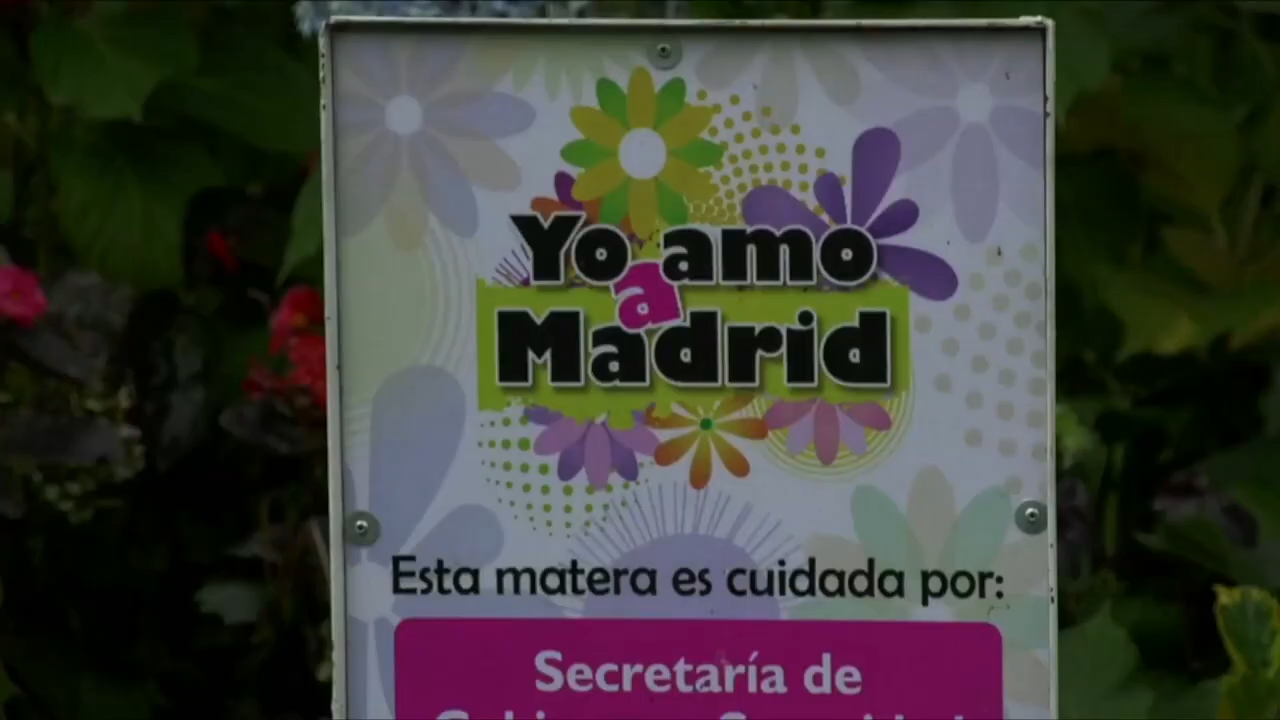 Yo amo
a
Madrid
Esta matera es cuidada por:
Secretaría de